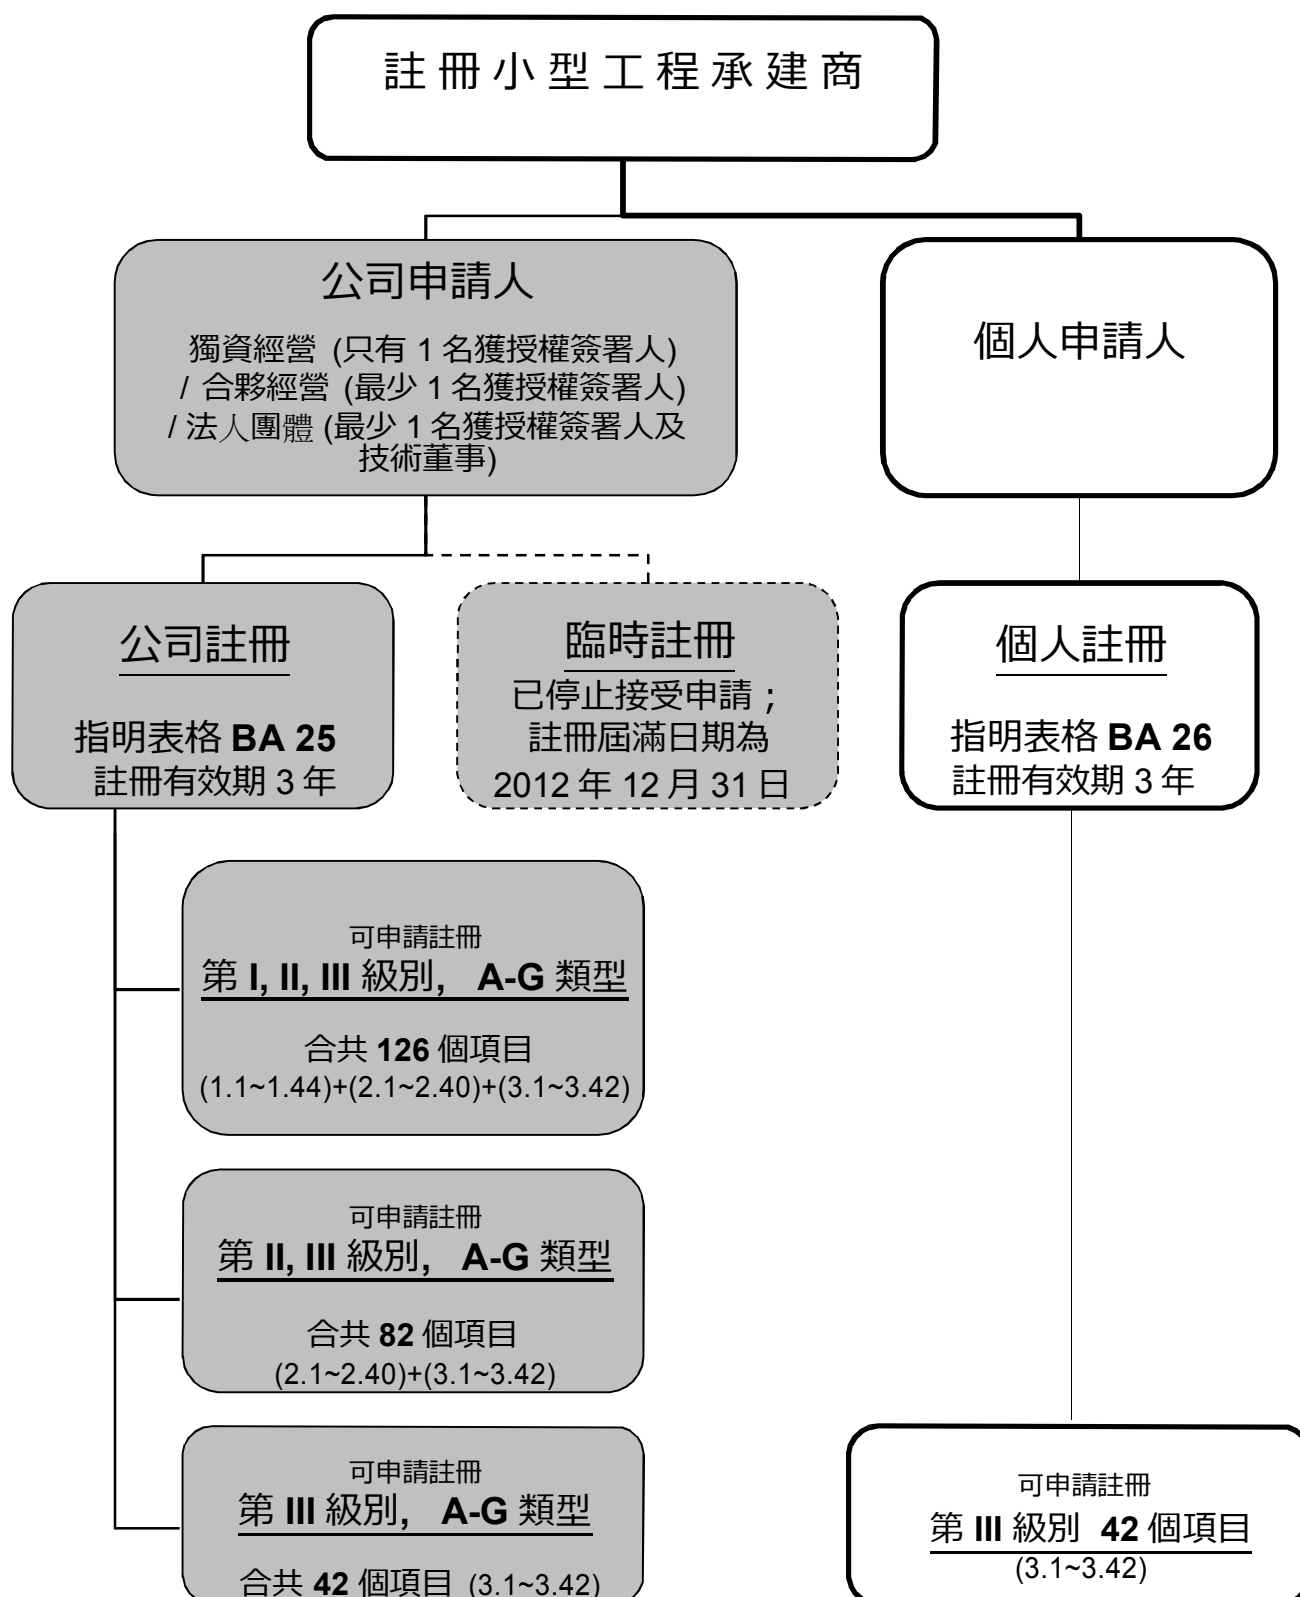 註冊小型工程承建商
公司申請人
獨資經營 (只有 1 名獲授權簽署人)
/ 合夥經營 (最少 1 名獲授權簽署人)
/ 法人團體 (最少 1 名獲授權簽署人及
技術董事)
個人申請人
公司註冊
指明表格 BA 25
註冊有效期 3 年
臨時註冊
已停止接受申請;
註冊屆滿日期為
2012 年 12 月 31 日
個人註冊
指明表格 BA 26
註冊有效期 3 年
可申請註冊
第 I, II, III 級別, A-G 類型
合共 126 個項目
(1.1~1.44)+(2.1~2.40)+(3.1~3.42)
可申請註冊
第 II, III 級別, A-G 類型
合共 82 個項目
(2.1~2.40)+(3.1~3.42)
可申請註冊
第 III 級別, A-G 類型
合共 42 個項目 (3.1~3.42)
可申請註冊
第 III 級別 42 個項目
(3.1~3.42)